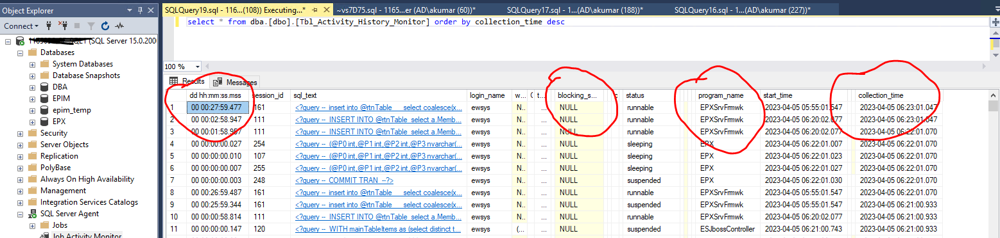 Object Explorer
SQLQuery19.sql - 116...(108)) Executing...*
~vs7D75.sql - 1165...er (AD\akumar (60))*
SQLQuery17.sql - 1...(AD\akumar (188))*
SQLQuery16.sql - 1...(AD\akumar (227))*
Connect
select * from dba.[dbo].[Tbl_Activity_History_Monitor] order by collection_time desc
(SQL Server 15.0.200
Databases
System Databases
Database Snapshots
DBA
EPIM
epim_temp
EPX
Security
Server Objects
Replication
PolyBase
Always On High Availability
Management
Integration Services Catalogs
SQL Server Agent
Jobs
Job Activity Monitor
100 %
Results Messages
dd hh:mm:ss.mss session_id sql_text login_name w... t... blocking_s... c status program_name start_time collection_time
1 00 00:27:59.477 161 <?query -- insert into @rtnTable select coalesce(x... ewsys N... ... NULL runnable EPXSrvFmwk 2023-04-05 05:55:01.547 2023-04-05 06:23:01.047
2 00 00:02:58.947 111 <?query -- INSERT INTO @rtnTable select a.Memb... ewsys N... ... NULL runnable EPXSrvFmwk 2023-04-05 06:20:02.077 2023-04-05 06:23:01.047
3 00 00:01:58.957 111 <?query -- INSERT INTO @rtnTable select a.Memb... ewsys N... ... NULL runnable EPXSrvFmwk 2023-04-05 06:20:02.077 2023-04-05 06:22:01.070
4 00 00:00:00.027 254 <?query -- (@P0 int,@P1 int,@P2 int,@P3 nvarchar(... ewsys N... ... NULL sleeping EPX 2023-04-05 06:22:01.007 2023-04-05 06:22:01.070
5 00 00:00:00.010 107 <?query -- (@P0 int,@P1 int,@P2 int,@P3 nvarchar(... ewsys N... ... NULL sleeping EPX 2023-04-05 06:22:01.023 2023-04-05 06:22:01.070
6 00 00:00:00.007 255 <?query -- (@P0 int,@P1 int,@P2 int,@P3 nvarchar(... ewsys N... ... NULL sleeping EPX 2023-04-05 06:22:01.027 2023-04-05 06:22:01.070
7 00 00:00:00.003 248 <?query -- COMMIT TRAN --?> ewsys N... ... NULL suspended EPX 2023-04-05 06:22:01.030 2023-04-05 06:22:01.070
8 00 00:26:59.487 161 <?query -- insert into @rtnTable select coalesce(x... ewsys N... ... NULL runnable EPXSrvFmwk 2023-04-05 05:55:01.547 2023-04-05 06:22:01.070
9 00 00:25:59.344 161 <?query -- insert into @rtnTable select coalesce(x... ewsys N... ... NULL suspended EPXSrvFmwk 2023-04-05 05:55:01.547 2023-04-05 06:21:00.933
10 00 00:00:58.814 111 <?query -- INSERT INTO @rtnTable select a.Memb... ewsys N... ... NULL runnable EPXSrvFmwk 2023-04-05 06:20:02.077 2023-04-05 06:21:00.933
11 00 00:00:00.147 120 <?query -- WITH mainTableItems as (select distinct t... ewsys (... ... NULL suspended ESJbossController 2023-04-05 06:21:00.743 2023-04-05 06:21:00.933